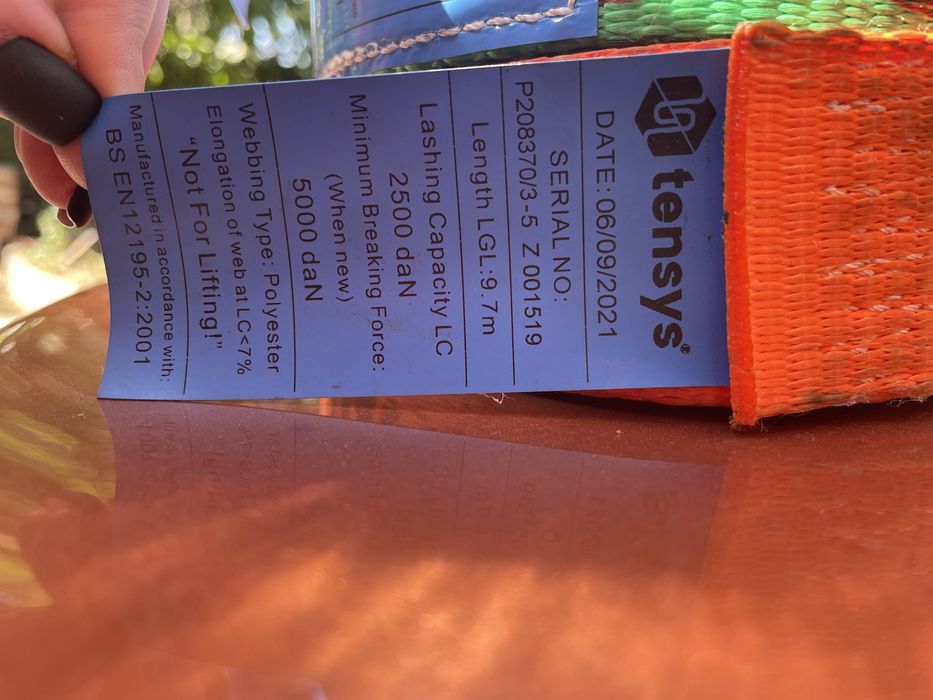 tensys®
DATE: 06/09/2021
SERIAL NO:
P208370/3-5 Z 001519
Length LGL:9.7m
Lashing Capacity LC
2500 daN
Minimum Breaking Force:
(When new)
5000 daN
Webbing Type: Polyester
Elongation of web at LC<7%
“Not For Lifting!”
Manufactured in accordance with:
BS EN12195-2:2001